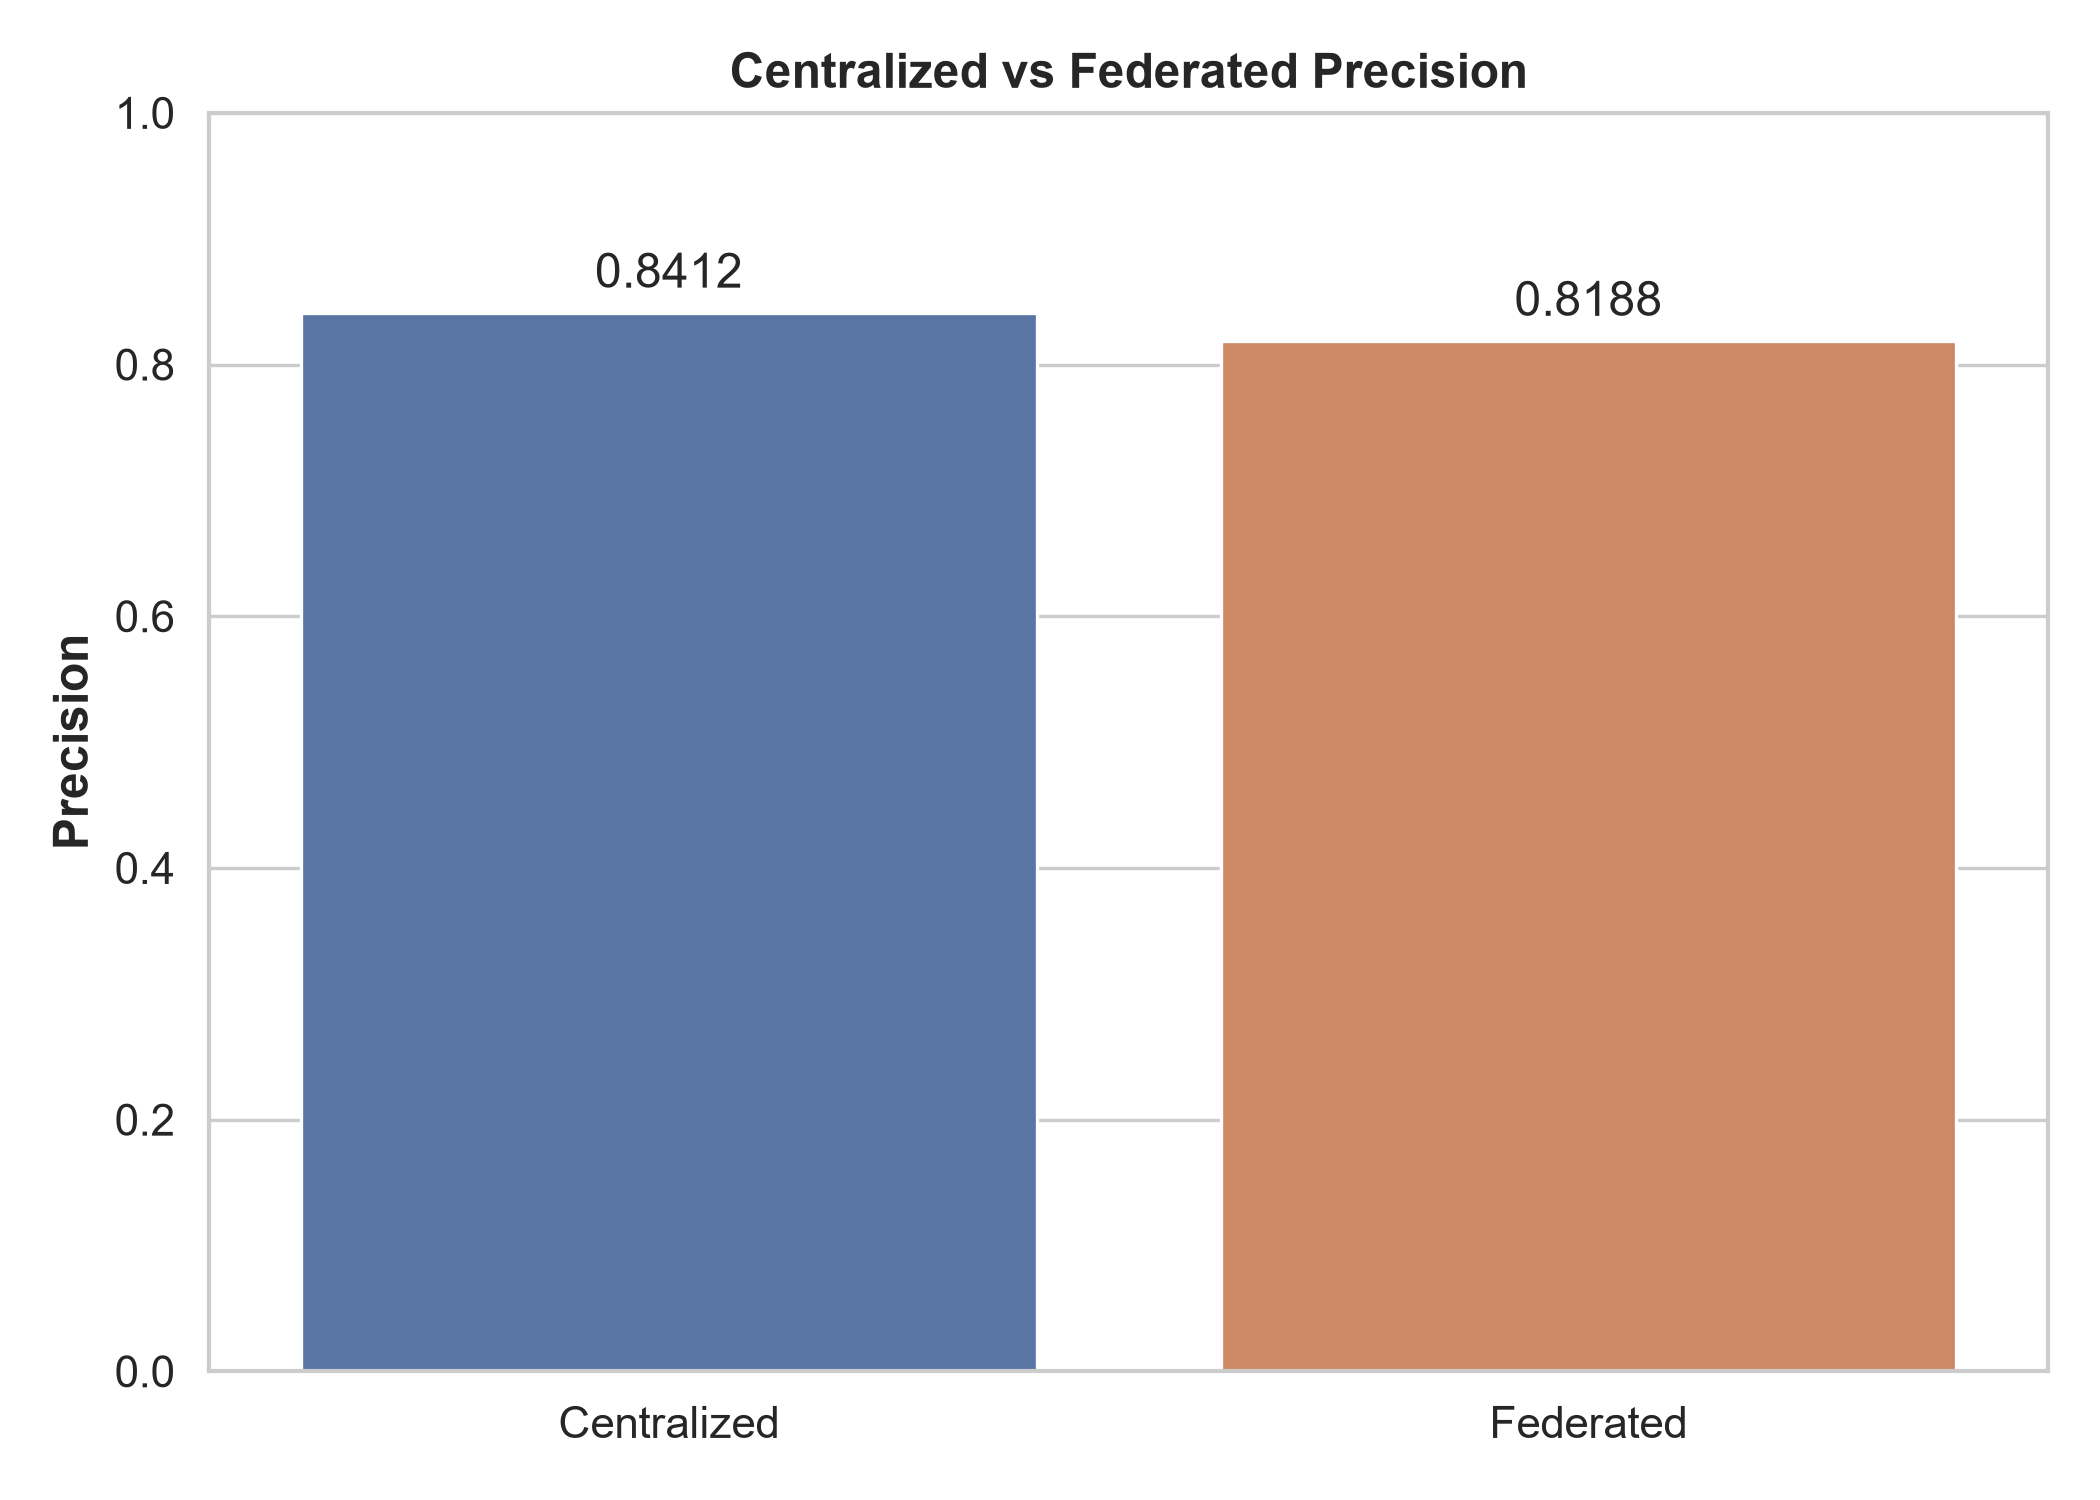 Centralized vs Federated Precision
1.0
0.8
0.6
0.4
0.2
0.0
Precision
0.8412
0.8188
Centralized
Federated